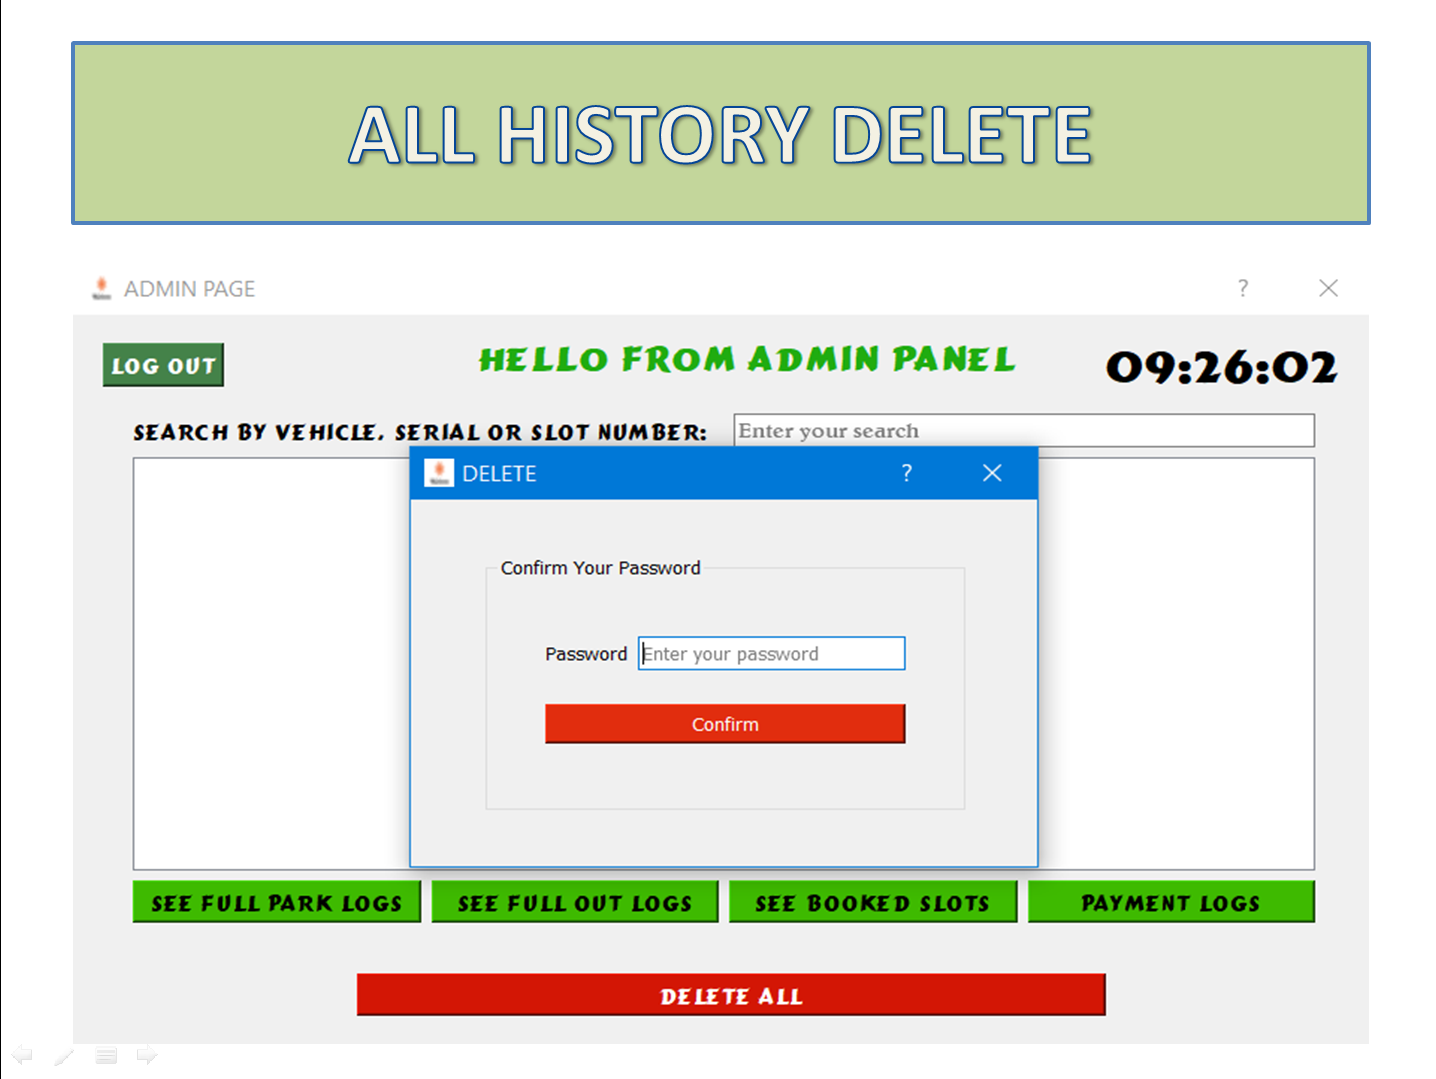 ALL HISTORY DELETE
ADMIN PAGE ?
LOG OUT HELLO FROM ADMIN PANEL 09:26:02
SEARCH BY VEHICLE, SERIAL OR SLOT NUMBER: Enter your search
DELETE ?
Confirm Your Password
Password Enter your password
Confirm
SEE FULL PARK LOGS SEE FULL OUT LOGS SEE BOOKED SLOTS PAYMENT LOGS
DELETE ALL